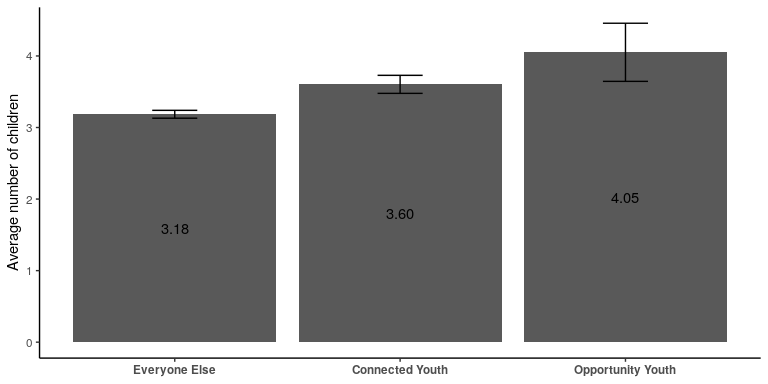 Average number of children
4
3
2
1
0
3.18
3.60
4.05
Everyone Else
Connected Youth
Opportunity Youth